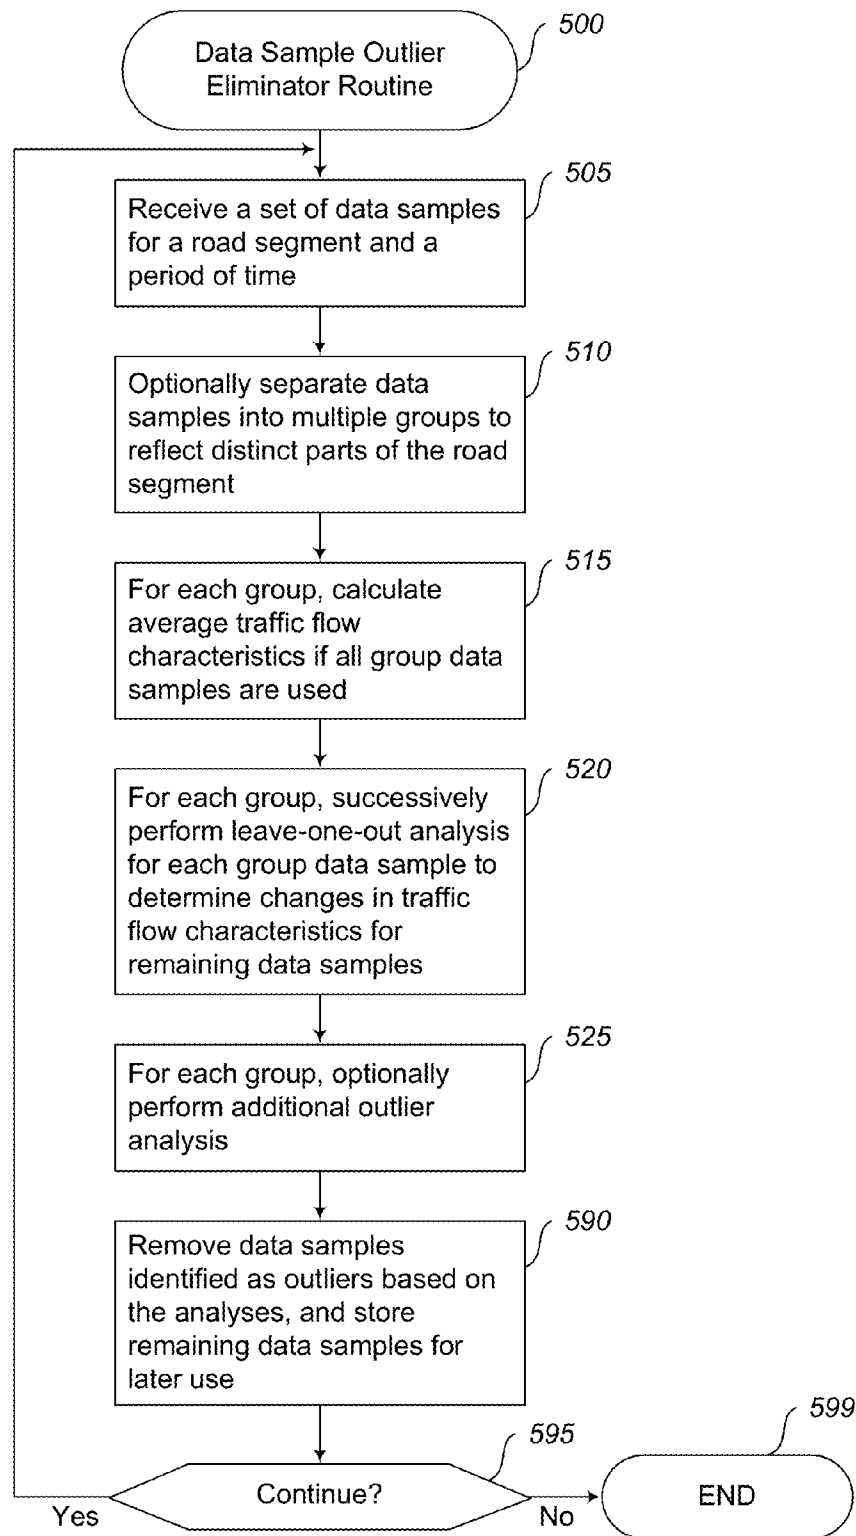 Data Sample Outlier
Eliminator Routine
500
505
Receive a set of data samples
for a road segment and a
period of time
510
Optionally separate data
samples into multiple groups to
reflect distinct parts of the road
segment
515
For each group, calculate
average traffic flow
characteristics if all group data
samples are used
520
For each group, successively
perform leave-one-out analysis
for each group data sample to
determine changes in traffic
flow characteristics for
remaining data samples
525
For each group, optionally
perform additional outlier
analysis
590
Remove data samples
identified as outliers based on
the analyses, and store
remaining data samples for
later use
595
Continue?
Yes
No
599
END